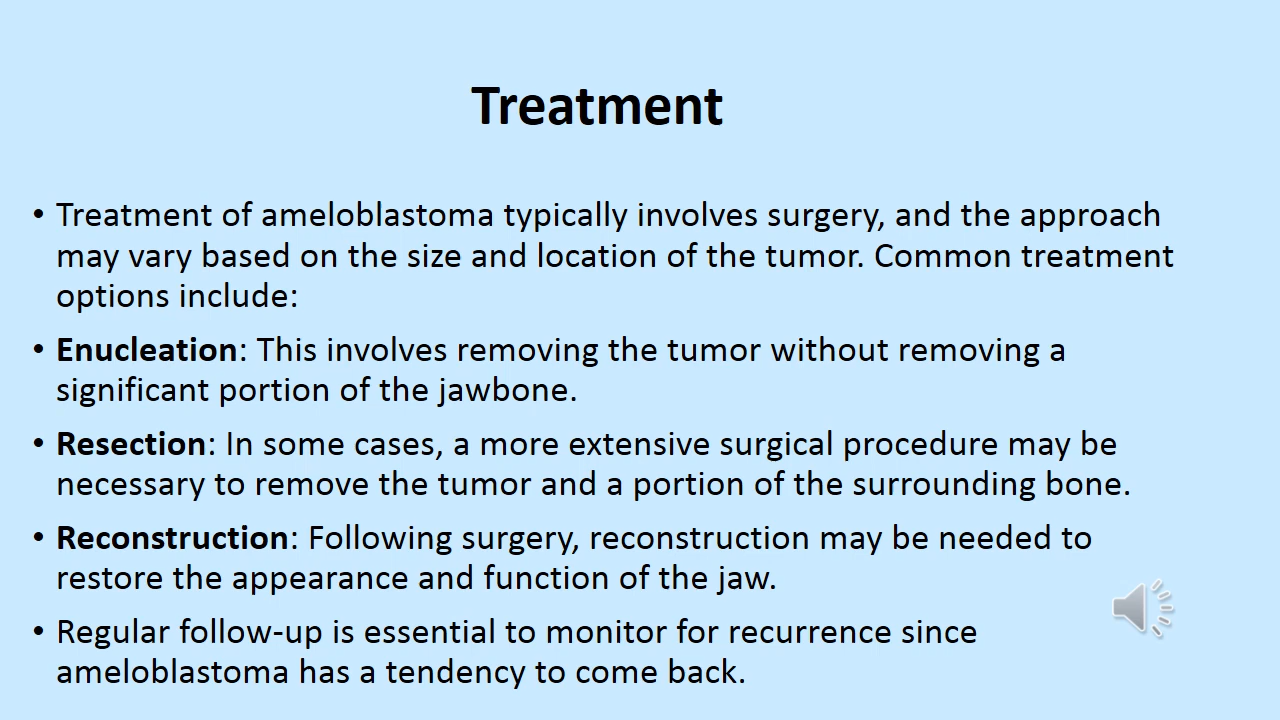 Treatment
• Treatment of ameloblastoma typically involves surgery, and the approach
may vary based on the size and location of the tumor. Common treatment
options include:
• Enucleation: This involves removing the tumor without removing a
significant portion of the jawbone.
• Resection: In some cases, a more extensive surgical procedure may be
necessary to remove the tumor and a portion of the surrounding bone.
• Reconstruction: Following surgery, reconstruction may be needed to
restore the appearance and function of the jaw.
• Regular follow-up is essential to monitor for recurrence since
ameloblastoma has a tendency to come back.